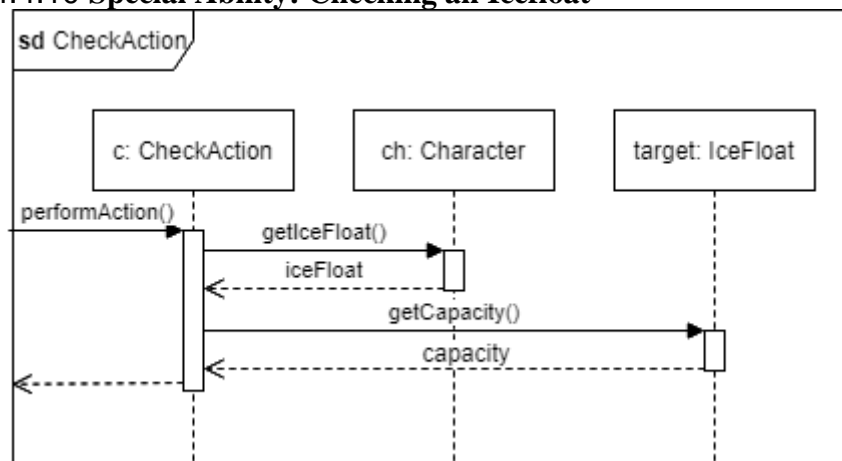 Special Ability: Checking an Icefloat
sd CheckAction
c: CheckAction
ch: Character
target: IceFloat
performAction()
getIceFloat()
iceFloat
getCapacity()
capacity